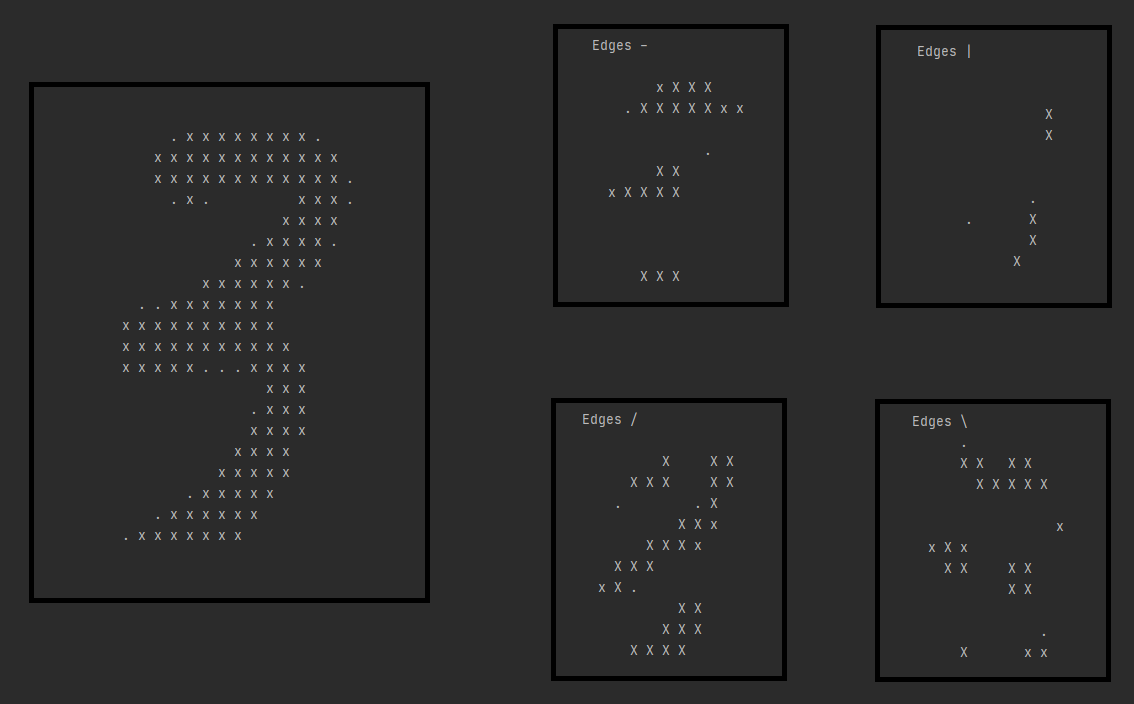 . x x x x x x x x .
x x x x x x x x x x x x
x x x x x x x x x x x x .
. x .           x x x .
x x x x
. x x x x .
x x x x x x
x x x x x x .
. . x x x x x x x
x x x x x x x x x x
x x x x x x x x x x x
x x x x x . . . x x x x
x x x
. x x x
x x x x
x x x x
x x x x x
. x x x x x
. x x x x x x
. x x x x x x x
Edges -
x X X X
. X X X X X x x
.
X X
x X X X X
X X X
Edges |
X
X
.
.       X
X
X
Edges /
X     X X
X X X     X X
.         . X
X X x
X X X x
X X X
x X .
X X
X X X
X X X X
Edges \
.
X X   X X
X X X X X
x
x X x
X X     X X
X X
.
X       x x